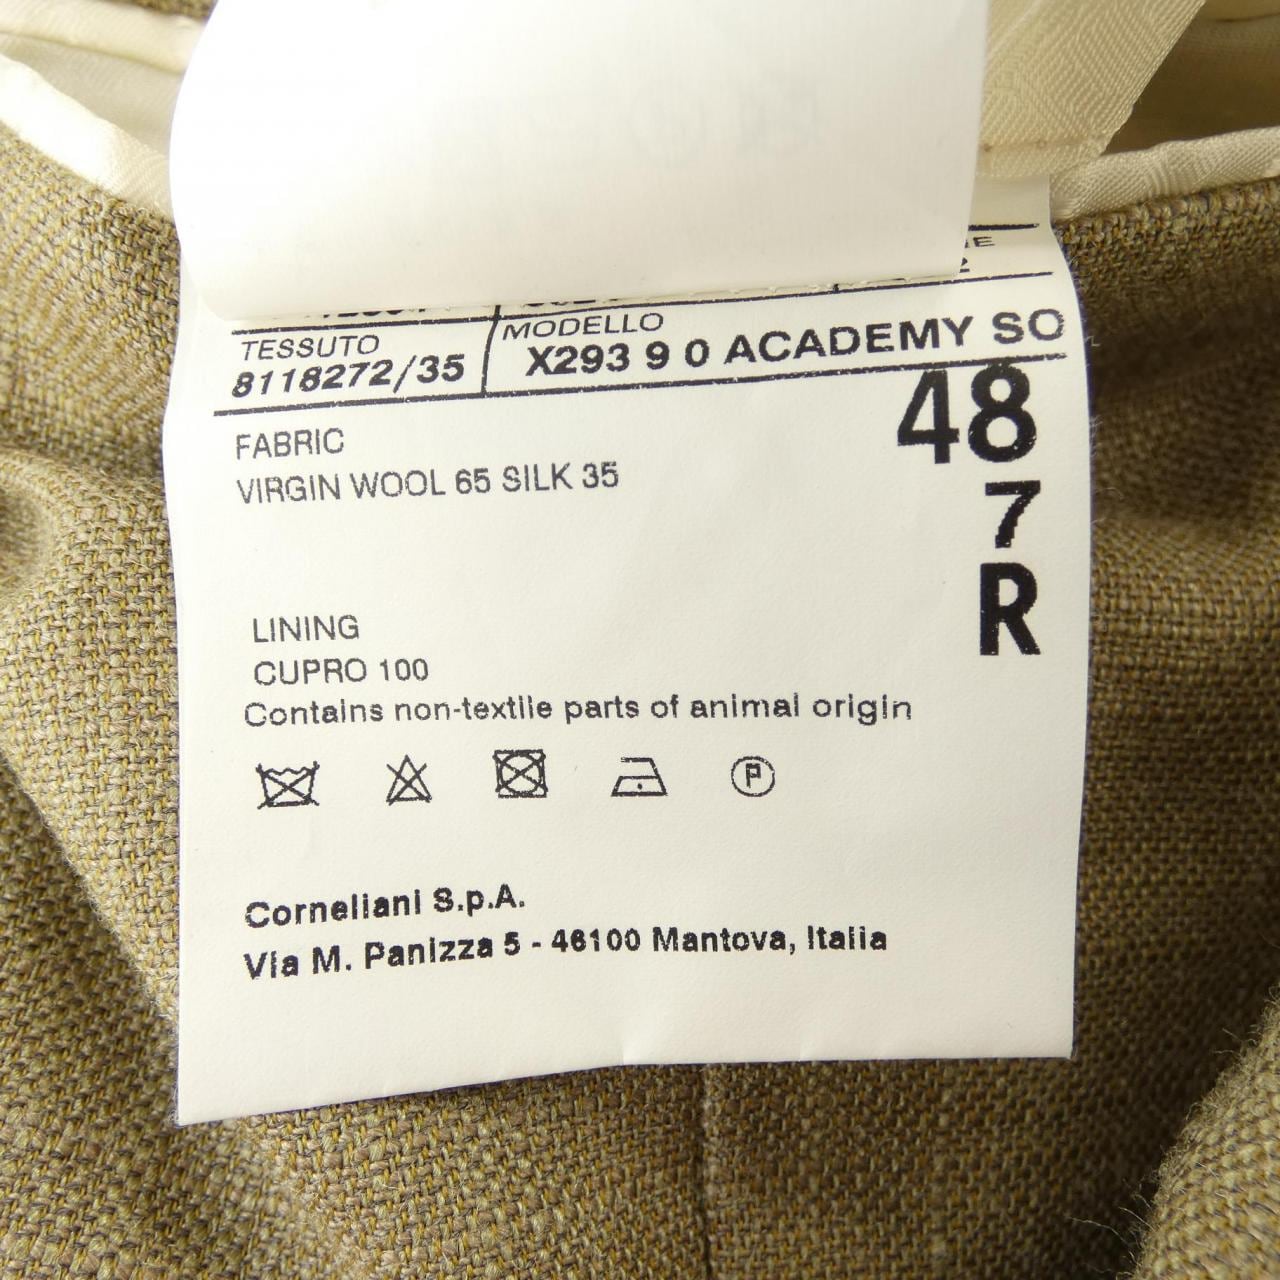 TESSUTO
8118272/35
MODELLO
X293 9 0 ACADEMY SO
48
7
R
FABRIC
VIRGIN WOOL 65 SILK 35
LINING
CUPRO 100
Contains non-textile parts of animal origin
P
Corneliani S.p.A.
Via M. Panizza 5 - 46100 Mantova, Italia